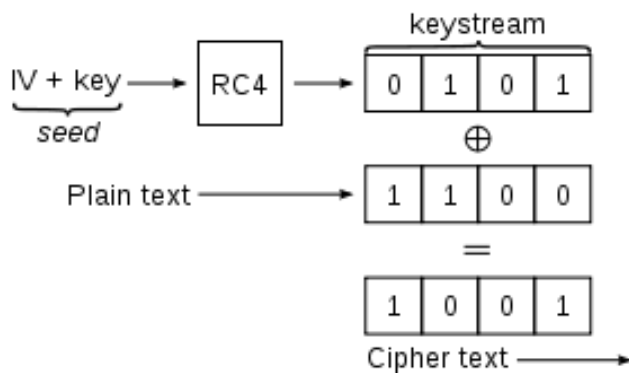 keystream
IV + key RC4 0 1 0 1
seed
⊕
Plain text 1 1 0 0
=
1 0 0 1
Cipher text